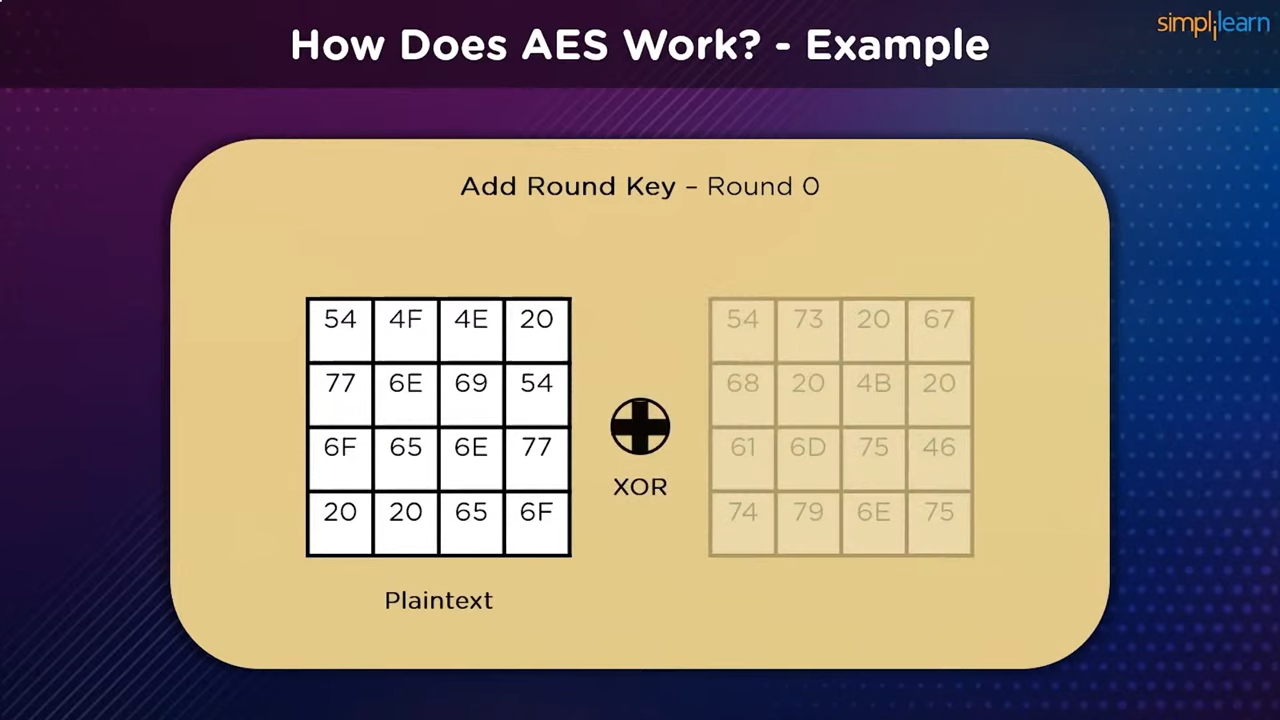 How Does AES Work? - Example
simplilearn
Add Round Key – Round 0
54 4F 4E 20 54 73 20 67
77 6E 69 54 68 20 4B 20
6F 65 6E 77 61 6D 75 46
20 20 65 6F 74 79 6E 75
XOR
Plaintext